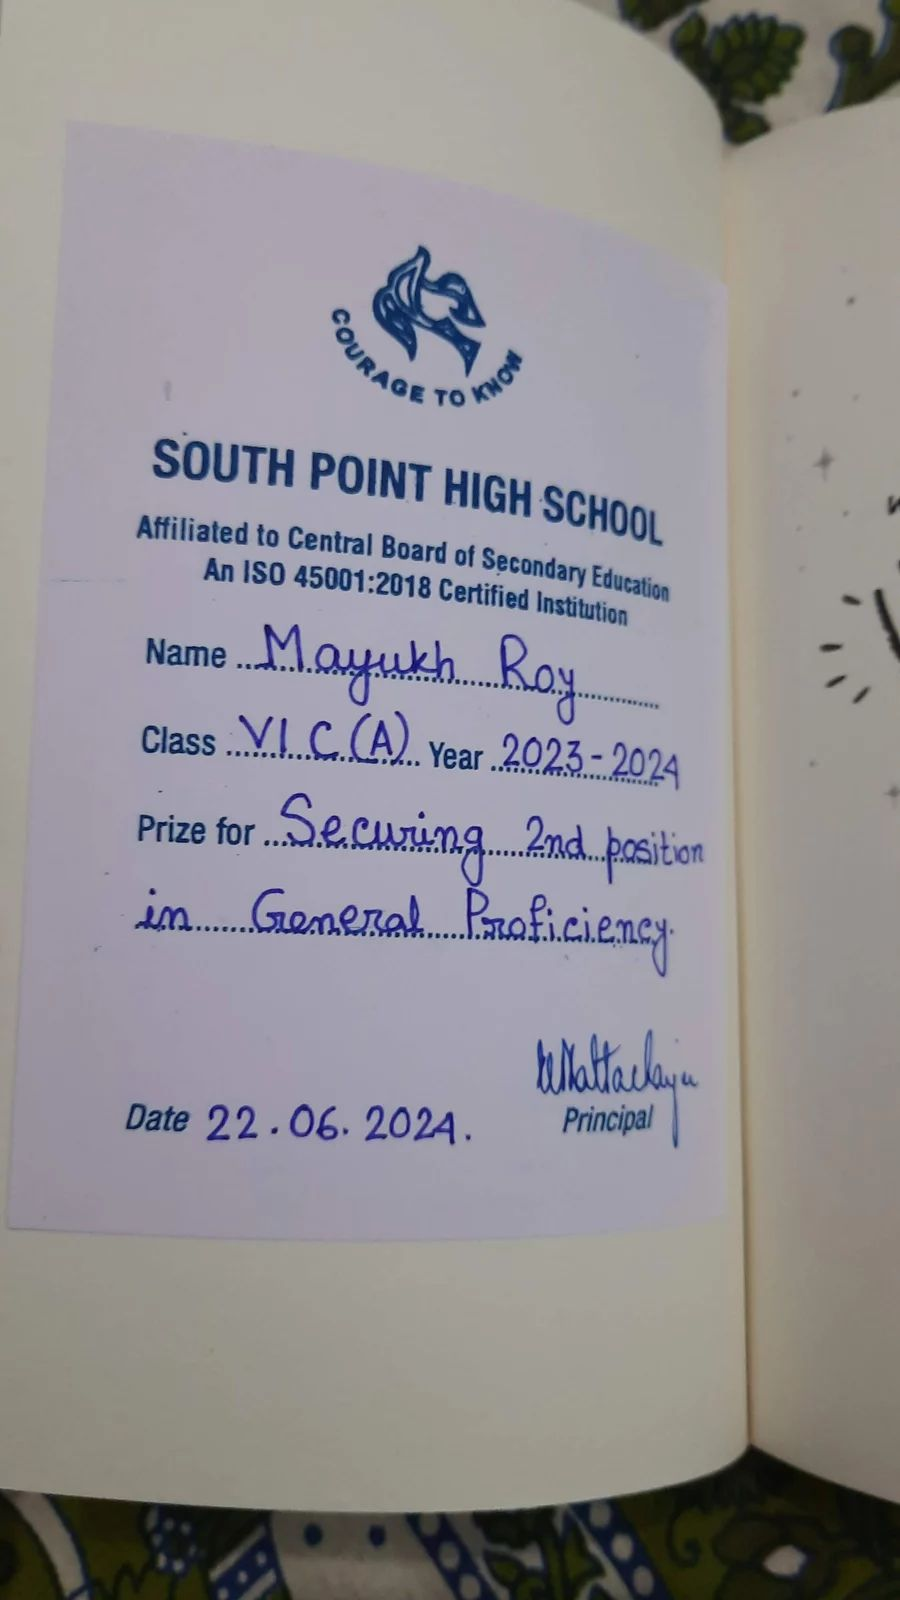 COURAGE TO KNOW
SOUTH POINT HIGH SCHOOL
Affiliated to Central Board of Secondary Education
An ISO 45001:2018 Certified Institution
Name Mayukh Roy
Class VI C (A) Year 2023-2024
Prize for Securing 2nd position
in General Proficiency.
Date 22.06.2024.
Principal